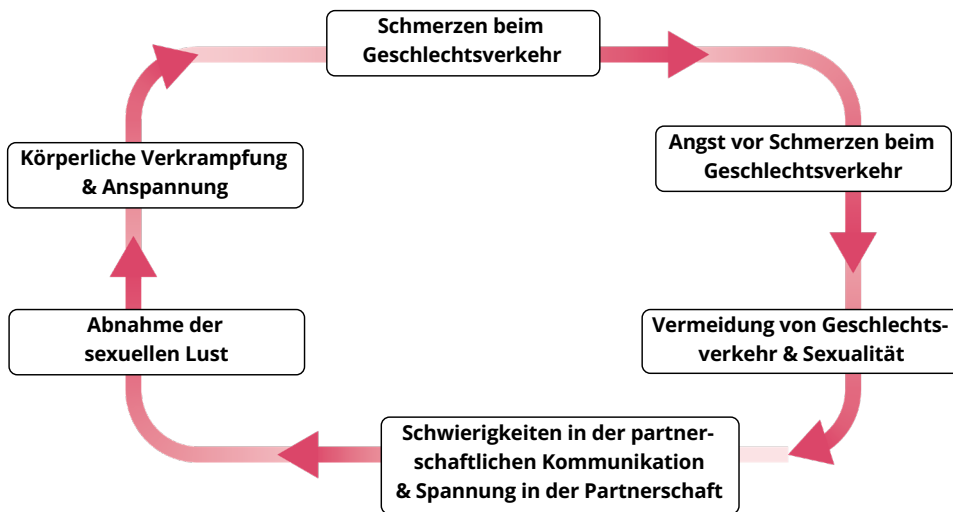 Schmerzen beim
Geschlechtsverkehr
Angst vor Schmerzen beim
Geschlechtsverkehr
Vermeidung von Geschlechts-
verkehr & Sexualität
Schwierigkeiten in der partner-
schaftlichen Kommunikation
& Spannung in der Partnerschaft
Abnahme der
sexuellen Lust
Körperliche Verkrampfung
& Anspannung